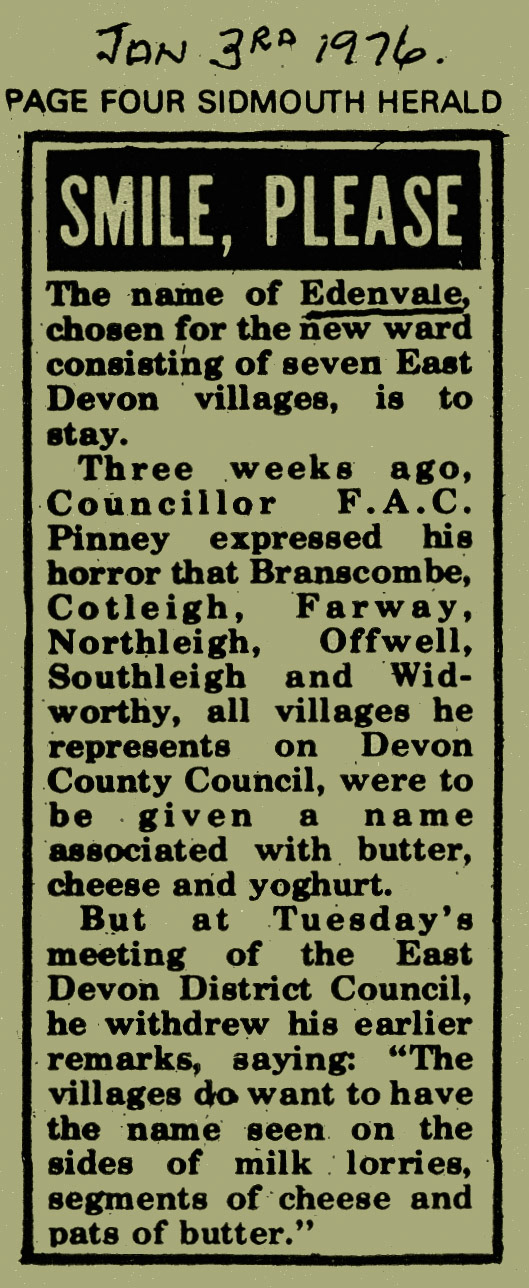 JAN 3RD 1976.
PAGE FOUR SIDMOUTH HERALD
SMILE, PLEASE
The name of Edenvale,
chosen for the new ward
consisting of seven East
Devon villages, is to
stay.
Three weeks ago,
Councillor F.A.C.
Pinney expressed his
horror that Branscombe,
Cotleigh, Farway,
Northleigh, Offwell,
Southleigh and Wid-
worthy, all villages he
represents on Devon
County Council, were to
be given a name
associated with butter,
cheese and yoghurt.
But at Tuesday's
meeting of the East
Devon District Council,
he withdrew his earlier
remarks, saying: “The
villages do want to have
the name seen on the
sides of milk lorries,
segments of cheese and
pats of butter.”